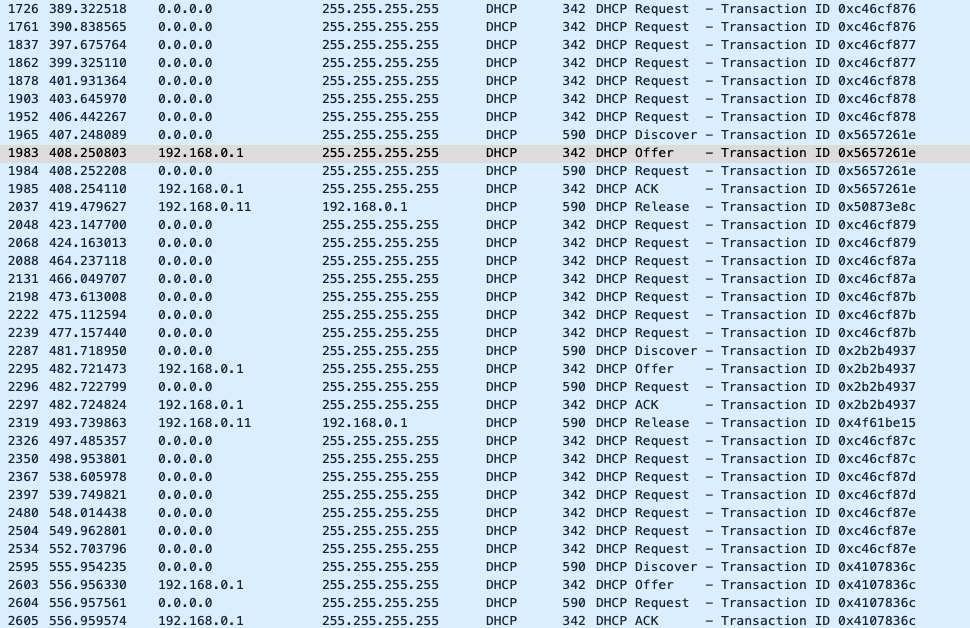 1726 389.322518 0.0.0.0 255.255.255.255 DHCP 342 DHCP Request – Transaction ID 0xc46cf876
1761 390.838565 0.0.0.0 255.255.255.255 DHCP 342 DHCP Request – Transaction ID 0xc46cf876
1837 397.675764 0.0.0.0 255.255.255.255 DHCP 342 DHCP Request – Transaction ID 0xc46cf877
1862 399.325110 0.0.0.0 255.255.255.255 DHCP 342 DHCP Request – Transaction ID 0xc46cf877
1878 401.931364 0.0.0.0 255.255.255.255 DHCP 342 DHCP Request – Transaction ID 0xc46cf878
1903 403.645970 0.0.0.0 255.255.255.255 DHCP 342 DHCP Request – Transaction ID 0xc46cf878
1952 406.442267 0.0.0.0 255.255.255.255 DHCP 342 DHCP Request – Transaction ID 0xc46cf878
1965 407.248089 0.0.0.0 255.255.255.255 DHCP 590 DHCP Discover – Transaction ID 0x5657261e
1983 408.250803 192.168.0.1 255.255.255.255 DHCP 342 DHCP Offer – Transaction ID 0x5657261e
1984 408.252208 0.0.0.0 255.255.255.255 DHCP 590 DHCP Request – Transaction ID 0x5657261e
1985 408.254110 192.168.0.1 255.255.255.255 DHCP 342 DHCP ACK – Transaction ID 0x5657261e
2037 419.479627 192.168.0.11 192.168.0.1 DHCP 590 DHCP Release – Transaction ID 0x50873e8c
2048 423.147700 0.0.0.0 255.255.255.255 DHCP 342 DHCP Request – Transaction ID 0xc46cf879
2068 424.163013 0.0.0.0 255.255.255.255 DHCP 342 DHCP Request – Transaction ID 0xc46cf879
2088 464.237118 0.0.0.0 255.255.255.255 DHCP 342 DHCP Request – Transaction ID 0xc46cf87a
2131 466.049707 0.0.0.0 255.255.255.255 DHCP 342 DHCP Request – Transaction ID 0xc46cf87a
2198 473.613008 0.0.0.0 255.255.255.255 DHCP 342 DHCP Request – Transaction ID 0xc46cf87b
2222 475.112594 0.0.0.0 255.255.255.255 DHCP 342 DHCP Request – Transaction ID 0xc46cf87b
2239 477.157440 0.0.0.0 255.255.255.255 DHCP 342 DHCP Request – Transaction ID 0xc46cf87b
2287 481.718950 0.0.0.0 255.255.255.255 DHCP 590 DHCP Discover – Transaction ID 0x2b2b4937
2295 482.721473 192.168.0.1 255.255.255.255 DHCP 342 DHCP Offer – Transaction ID 0x2b2b4937
2296 482.722799 0.0.0.0 255.255.255.255 DHCP 590 DHCP Request – Transaction ID 0x2b2b4937
2297 482.724824 192.168.0.1 255.255.255.255 DHCP 342 DHCP ACK – Transaction ID 0x2b2b4937
2319 493.739863 192.168.0.11 192.168.0.1 DHCP 590 DHCP Release – Transaction ID 0x4f61be15
2326 497.485357 0.0.0.0 255.255.255.255 DHCP 342 DHCP Request – Transaction ID 0xc46cf87c
2350 498.953801 0.0.0.0 255.255.255.255 DHCP 342 DHCP Request – Transaction ID 0xc46cf87c
2367 538.605978 0.0.0.0 255.255.255.255 DHCP 342 DHCP Request – Transaction ID 0xc46cf87d
2397 539.749821 0.0.0.0 255.255.255.255 DHCP 342 DHCP Request – Transaction ID 0xc46cf87d
2480 548.014438 0.0.0.0 255.255.255.255 DHCP 342 DHCP Request – Transaction ID 0xc46cf87e
2504 549.962801 0.0.0.0 255.255.255.255 DHCP 342 DHCP Request – Transaction ID 0xc46cf87e
2534 552.703796 0.0.0.0 255.255.255.255 DHCP 342 DHCP Request – Transaction ID 0xc46cf87e
2595 555.954235 0.0.0.0 255.255.255.255 DHCP 590 DHCP Discover – Transaction ID 0x4107836c
2603 556.956330 192.168.0.1 255.255.255.255 DHCP 342 DHCP Offer – Transaction ID 0x4107836c
2604 556.957561 0.0.0.0 255.255.255.255 DHCP 590 DHCP Request – Transaction ID 0x4107836c
2605 556.959574 192.168.0.1 255.255.255.255 DHCP 342 DHCP ACK – Transaction ID 0x4107836c